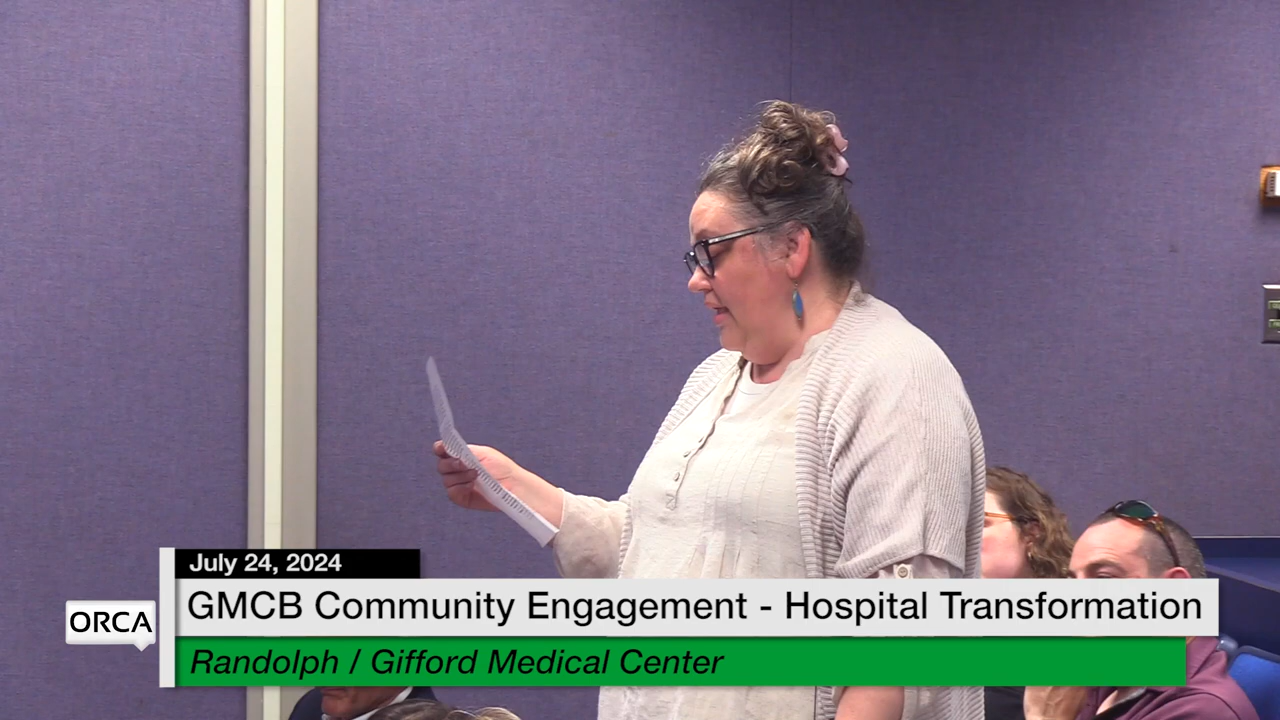 July 24, 2024
GMCB Community Engagement - Hospital Transformation
ORCA
Randolph / Gifford Medical Center